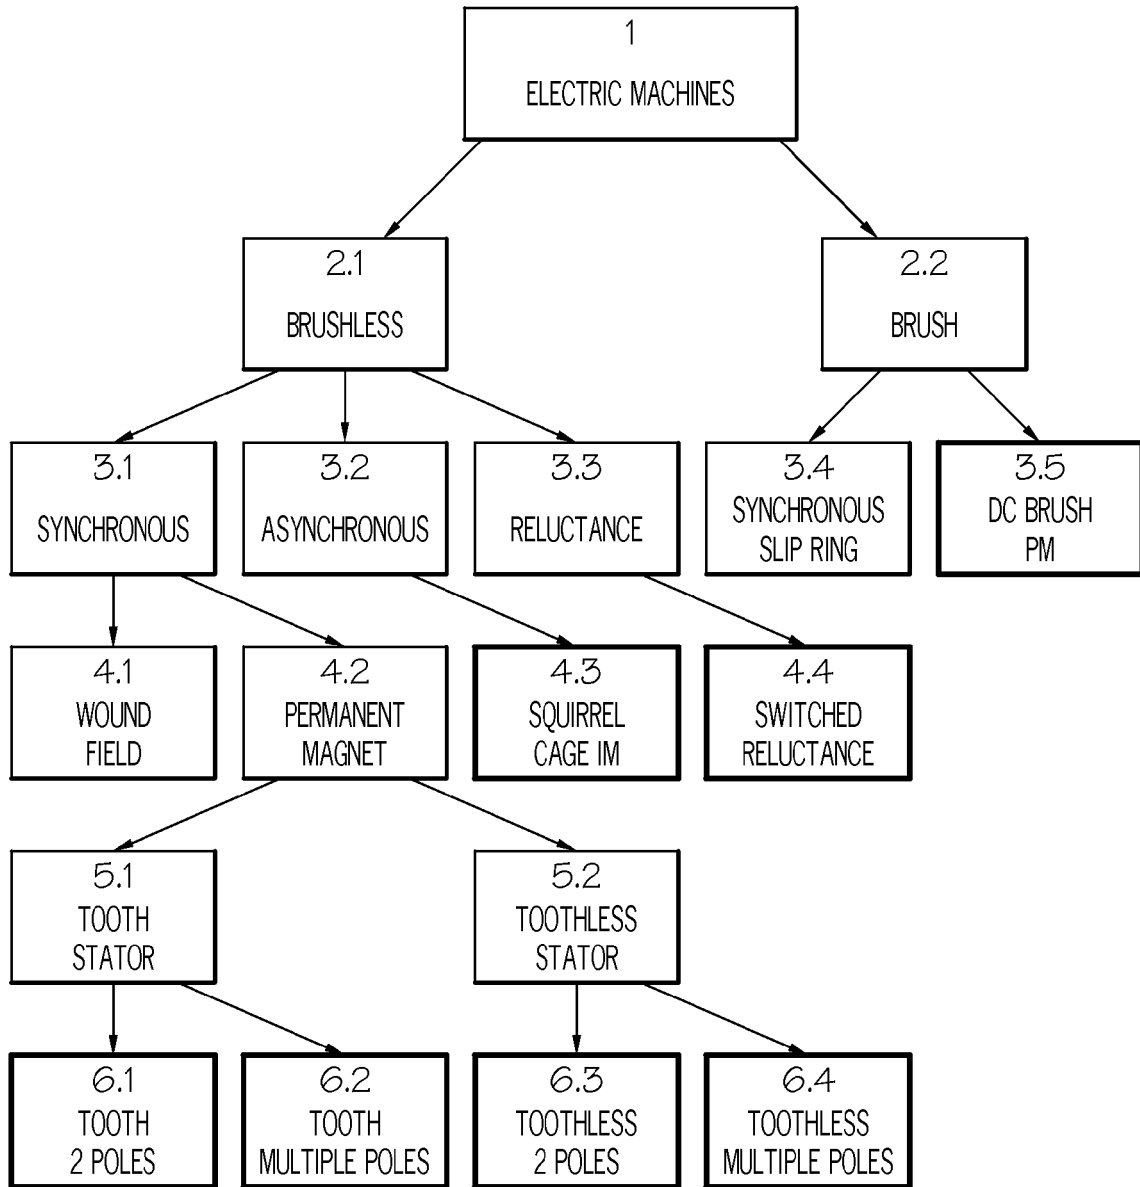 1
ELECTRIC MACHINES
2.1
BRUSHLESS
2.2
BRUSH
3.1
SYNCHRONOUS
3.2
ASYNCHRONOUS
3.3
RELUCTANCE
3.4
SYNCHRONOUS
SLIP RING
3.5
DC BRUSH
PM
4.1
WOUND
FIELD
4.2
PERMANENT
MAGNET
4.3
SQUIRREL
CAGE IM
4.4
SWITCHED
RELUCTANCE
5.1
TOOTH
STATOR
5.2
TOOTHLESS
STATOR
6.1
TOOTH
2 POLES
6.2
TOOTH
MULTIPLE POLES
6.3
TOOTHLESS
2 POLES
6.4
TOOTHLESS
MULTIPLE POLES